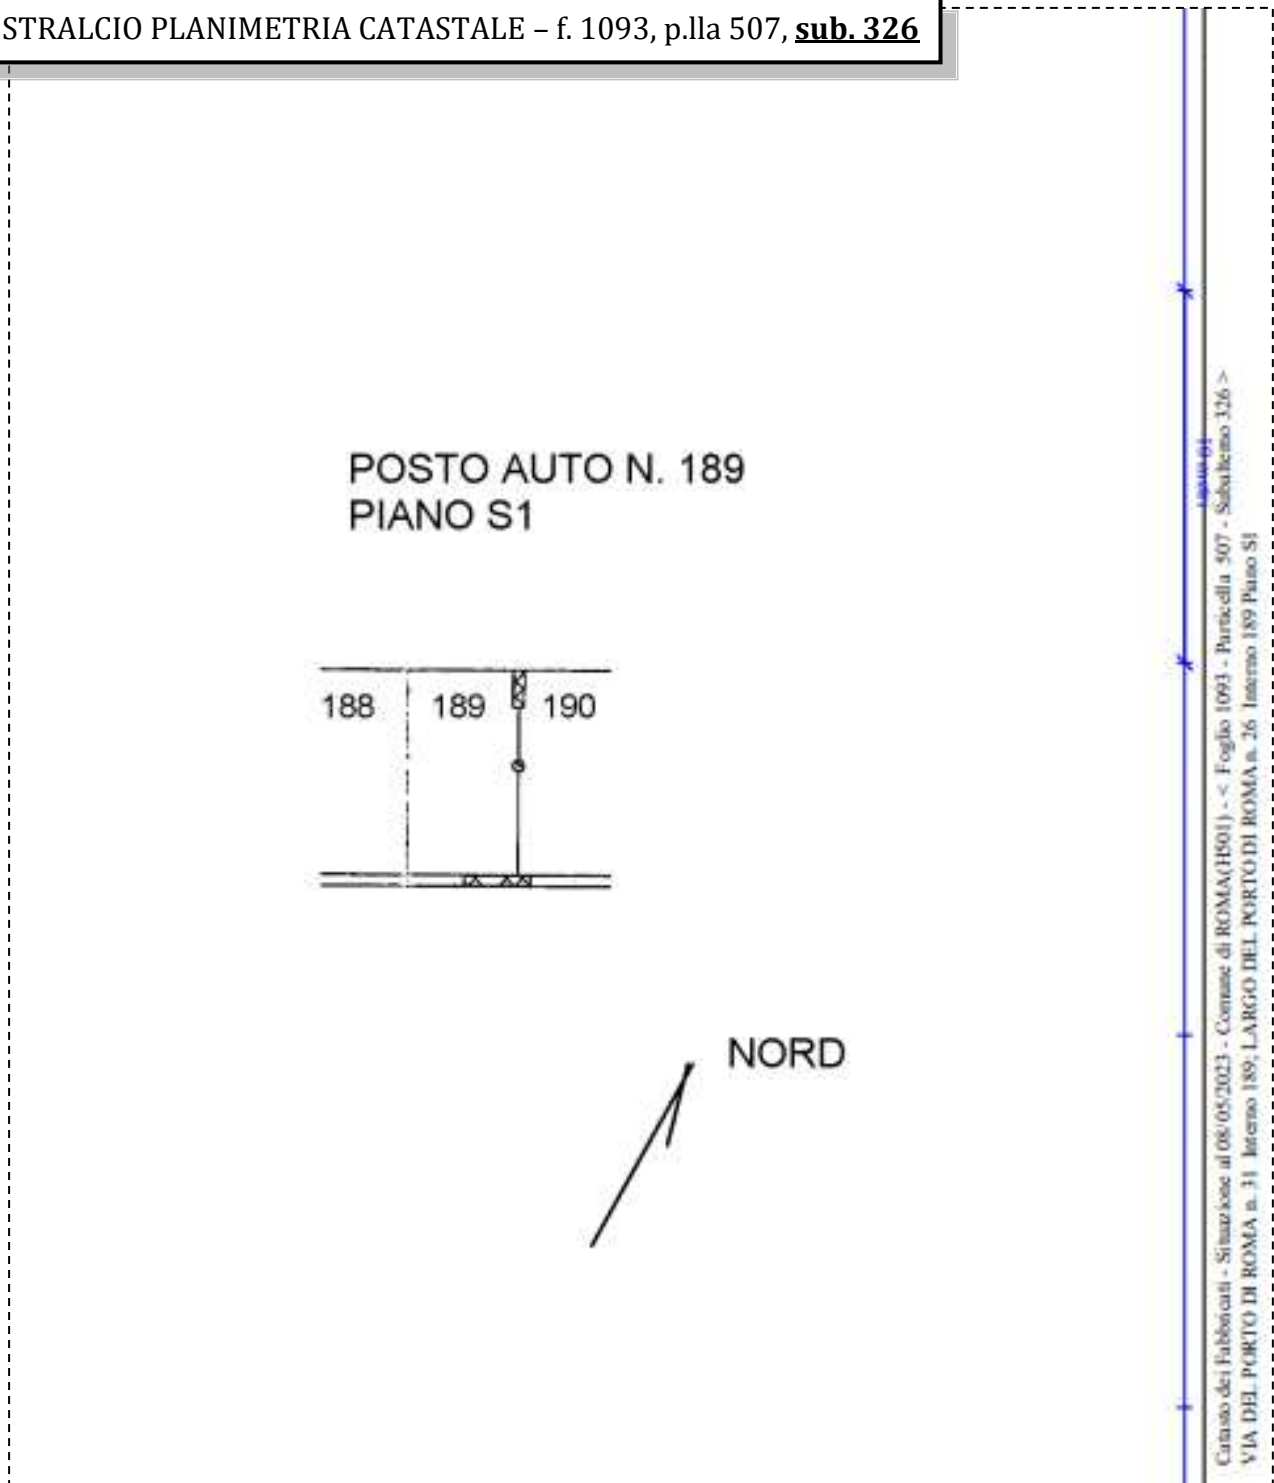 STRALCIO PLANIMETRIA CATASTALE – f. 1093, p.lla 507, sub. 326
POSTO AUTO N. 189
PIANO S1
188 189 190
NORD
Catasto dei Fabbricati - Situazione al 08/05/2023 - Comune di ROMA(H501) - < Foglio 1093 - Particella 507 - Subalterno 326 >
VIA DEL PORTO DI ROMA n. 31 Interno 189; LARGO DEL PORTO DI ROMA n. 26 Interno 189 Piano S1